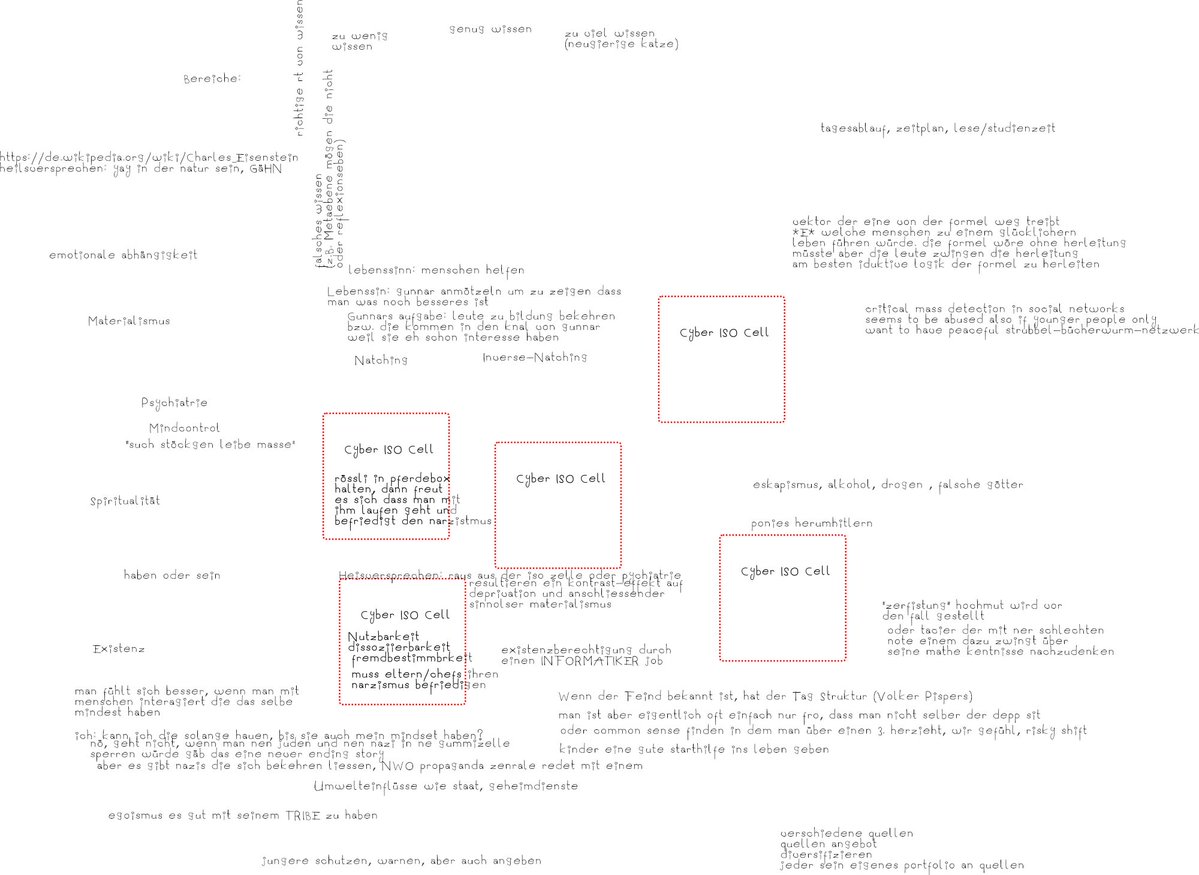 richtige rt von wissen
zu wenig
wissen
genug wissen
zu viel wissen
(neugierige katze)
Bereiche:
tagesablauf, zeitplan, lese/studienzeit
https://de.wikipedia.org/wiki/Charles_Eisenstein
heilsversprechen: yay in der natur sein, GäHN
falsches wissen
(z.B. Metaebene mögen die nicht
oder reflexionseben)
vektor der eine von der formel weg treibt
*E* welche menschen zu einem glücklichern
leben führen würde. die formel wöre ohne herleitung
müsste aber die leute zwingen die herleitung
am besten iduktive logik der formel zu herleiten
emotionale abhängigkeit
lebenssinn: menschen helfen
Lebenssin: gunnar anmötzeln um zu zeigen dass
man was noch besseres ist
Gunnars aufgabe: leute zu bildung bekehren
bzw. die kommen in den knal von gunnar
weil sie eh schon interesse haben
Materialismus
critical mass detection in social networks
seems to be abused also if younger people only
want to have peaceful strubbel-bücherwurm-netzwerk
Cyber ISO Cell
Natching
Inverse-Natching
Psychiatrie
Mindcontrol
"such stöckgen leibe masse"
Cyber ISO Cell
rössli in pferdebox
halten, dann freut
es sich dass man mit
ihm laufen geht und
befriedigt den narzistmus
Cyber ISO Cell
eskapismus, alkohol, drogen , falsche götter
Spiritualität
ponies herumhitlern
Cyber ISO Cell
haben oder sein
Heisversprechen: raus aus der iso zelle oder pychiatrie
resultieren ein kontrast-effekt auf
deprivation und anschliessender
sinnolser materialismus
Cyber ISO Cell
Nutzbarkeit
dissoziierbarkeit
fremdbestimmbrkeit
muss eltern/chefs ihren
narzismus befriedigen
"zerfistung" hochmut wird vor
den fall gestellt
oder tacier der mit ner schlechten
note einem dazu zwingt über
seine mathe kentnisse nachzudenken
Existenz
existenzberechtigung durch
einen INFORMATIKER job
man fühlt sich besser, wenn man mit
menschen interagiert die das selbe
mindest haben
Wenn der Feind bekannt ist, hat der Tag Struktur (Volker Pispers)
man ist aber eigentlich oft einfach nur fro, dass man nicht selber der depp sit
oder common sense finden in dem man über einen 3. herzieht, wir gefühl, risky shift
kinder eine gute starthilfe ins leben geben
ich: kann ich die solange hauen, bis sie auch mein mindset haben?
nö, geht nicht, wenn man nen juden und nen nazi in ne gummizelle
sperren würde gäb das eine never ending story
aber es gibt nazis die sich bekehren liessen, NWO propaganda zenrale redet mit einem
Umwelteinflüsse wie staat, geheimdienste
egoismus es gut mit seinem TRIBE zu haben
verschiedene quellen
quellen angebot
diversifizieren
jeder sein eigenes portfolio an quellen
jungere schutzen, warnen, aber auch angeben